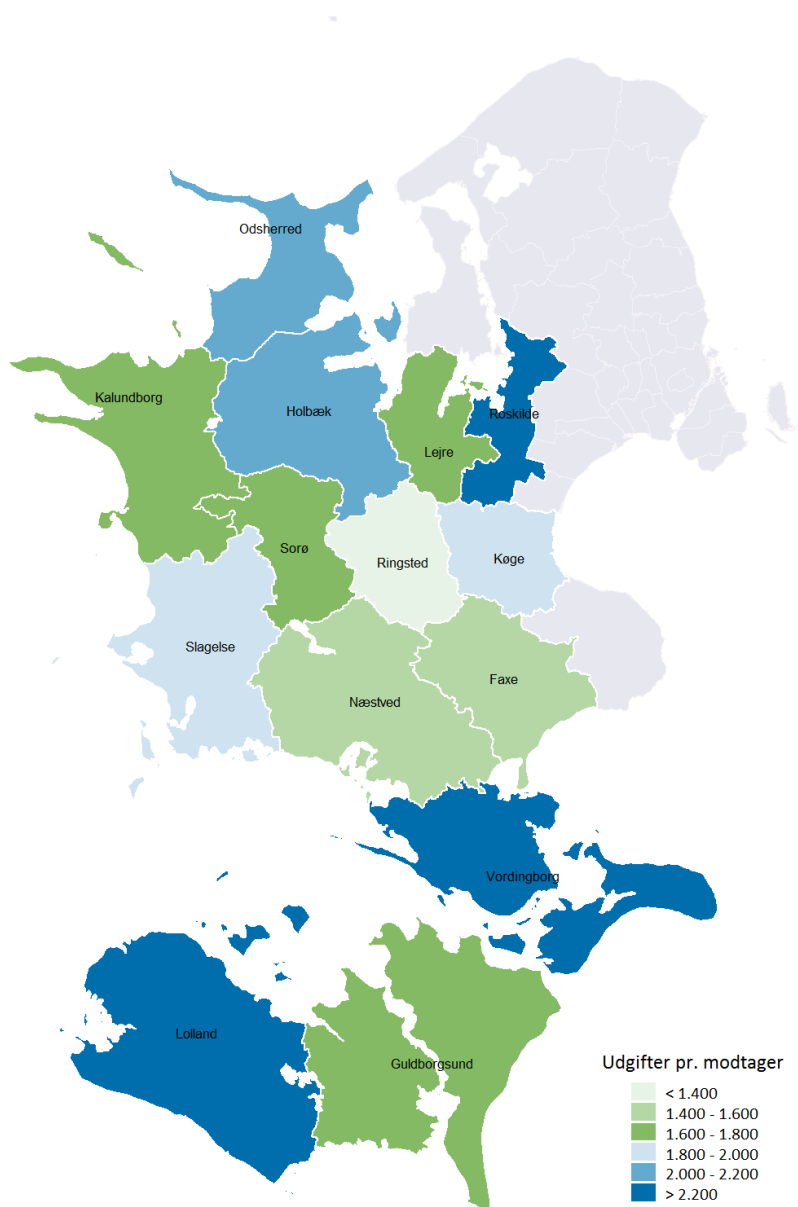 Odsherred
Kalundborg
Holbæk
Roskilde
Lejre
Sorø
Ringsted
Køge
Slagelse
Faxe
Næstved
Vordingborg
Lolland
Guldborgsund
Udgifter pr. modtager
< 1.400
1.400 - 1.600
1.600 - 1.800
1.800 - 2.000
2.000 - 2.200
> 2.200